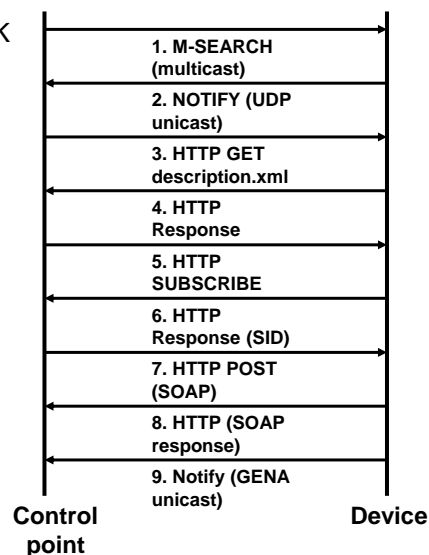 K
1. M-SEARCH
(multicast)
2. NOTIFY (UDP
unicast)
3. HTTP GET
description.xml
4. HTTP
Response
5. HTTP
SUBSCRIBE
6. HTTP
Response (SID)
7. HTTP POST
(SOAP)
8. HTTP (SOAP
response)
9. Notify (GENA
unicast)
Control
point
Device